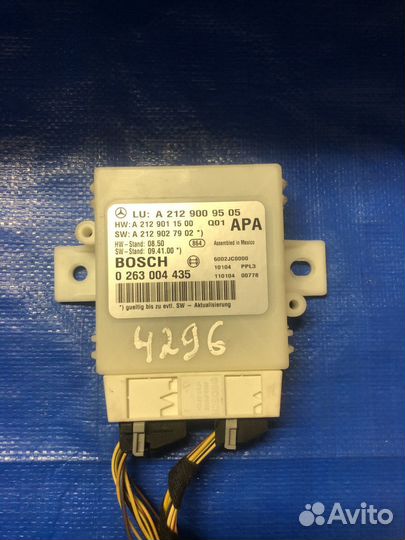 LU: A 212 900 95 05
HW: A 212 901 15 00 Q01 APA
SW: A 212 902 79 02 *)
HW-Stand: 08.50 864 Assembled in Mexico
SW-Stand: 09.41.00 *)
BOSCH 6002JC0000
0 263 004 435 10104 PPL3
110104 00778
*) gueltig bis zu evtl. SW - Aktualisierung
4296
Avito